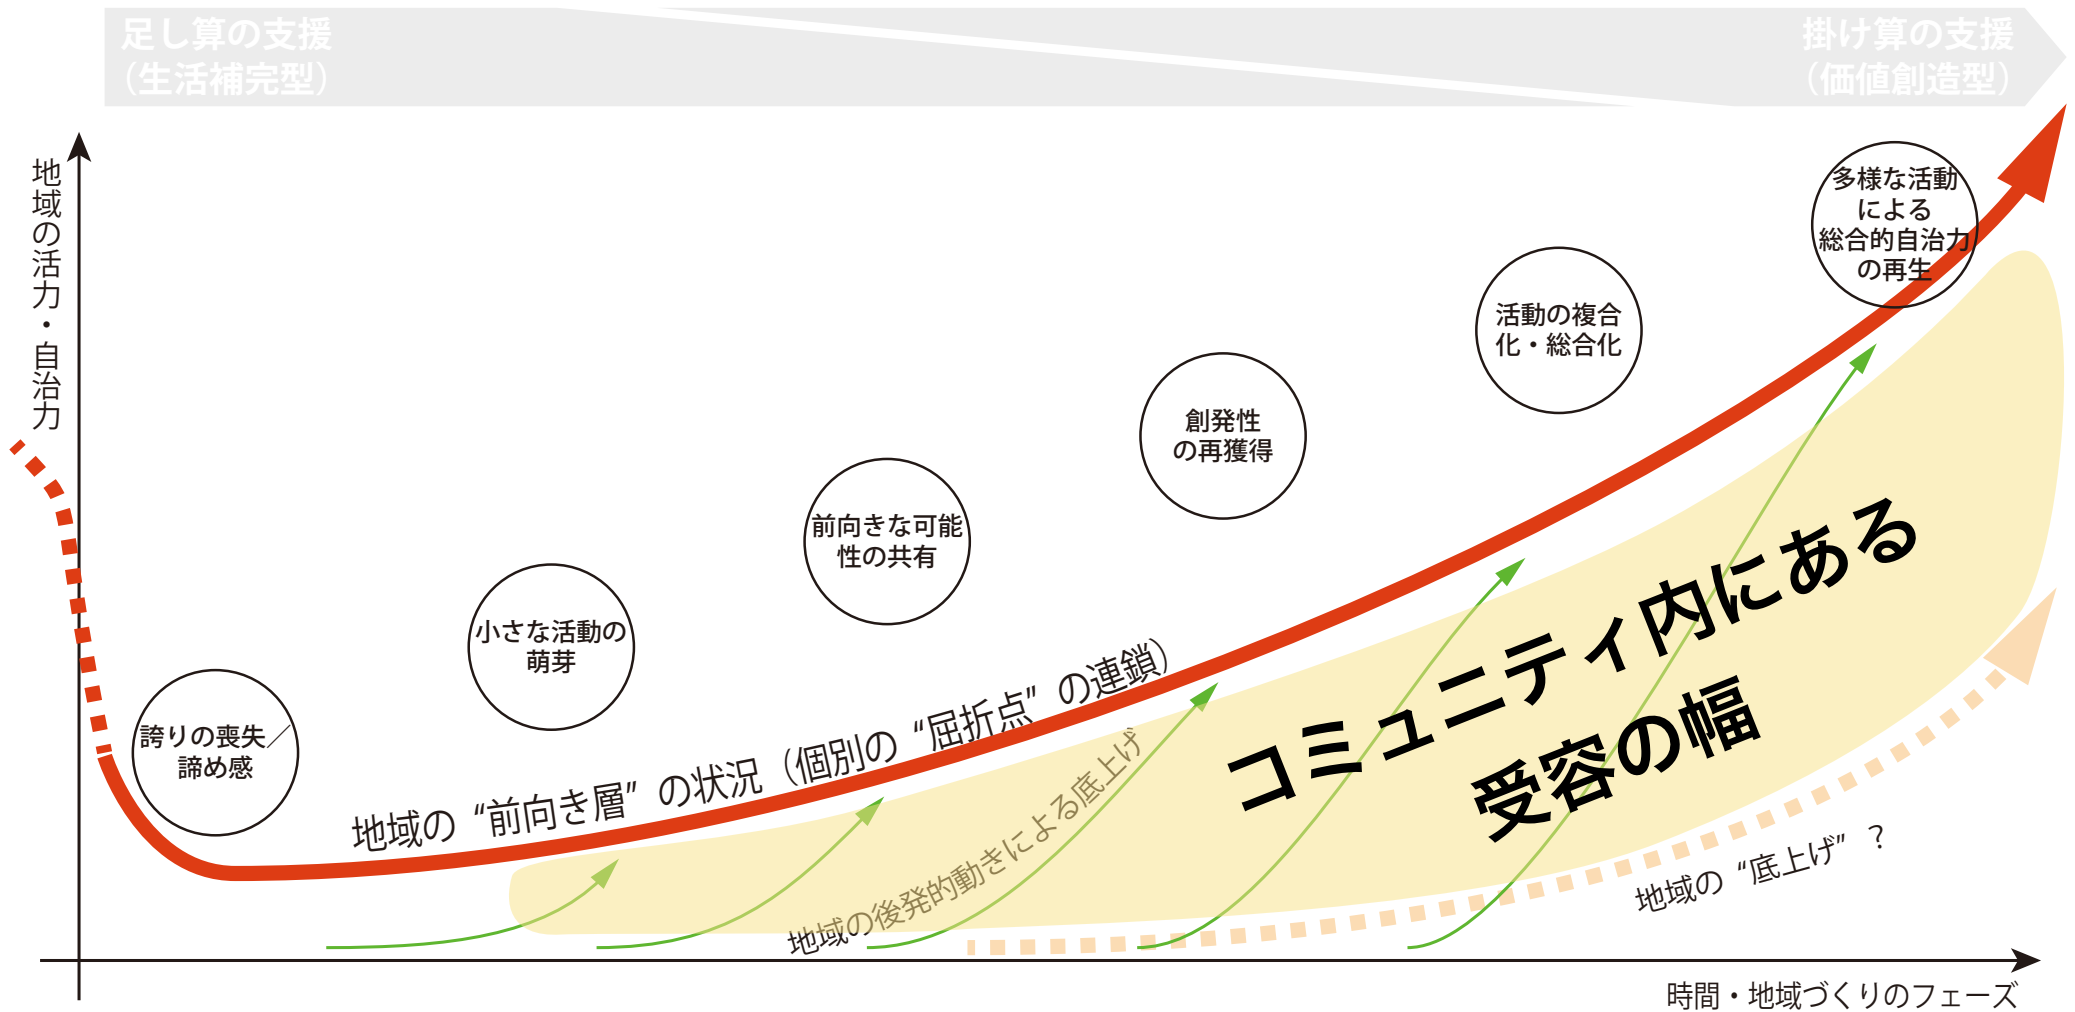 足し算の支援
（生活補完型）
掛け算の支援
（価値創造型）
地域の活力・自治力
多様な活動
による
総合的自治力
の再生
活動の複合
化・総合化
創発性
の再獲得
前向きな可能
性の共有
小さな活動の
萌芽
誇りの喪失／
諦め感
地域の“前向き層”の状況（個別の“屈折点”の連鎖）
地域の後発的動きによる底上げ
コミュニティ内にある
受容の幅
地域の“底上げ”？
時間・地域づくりのフェーズ